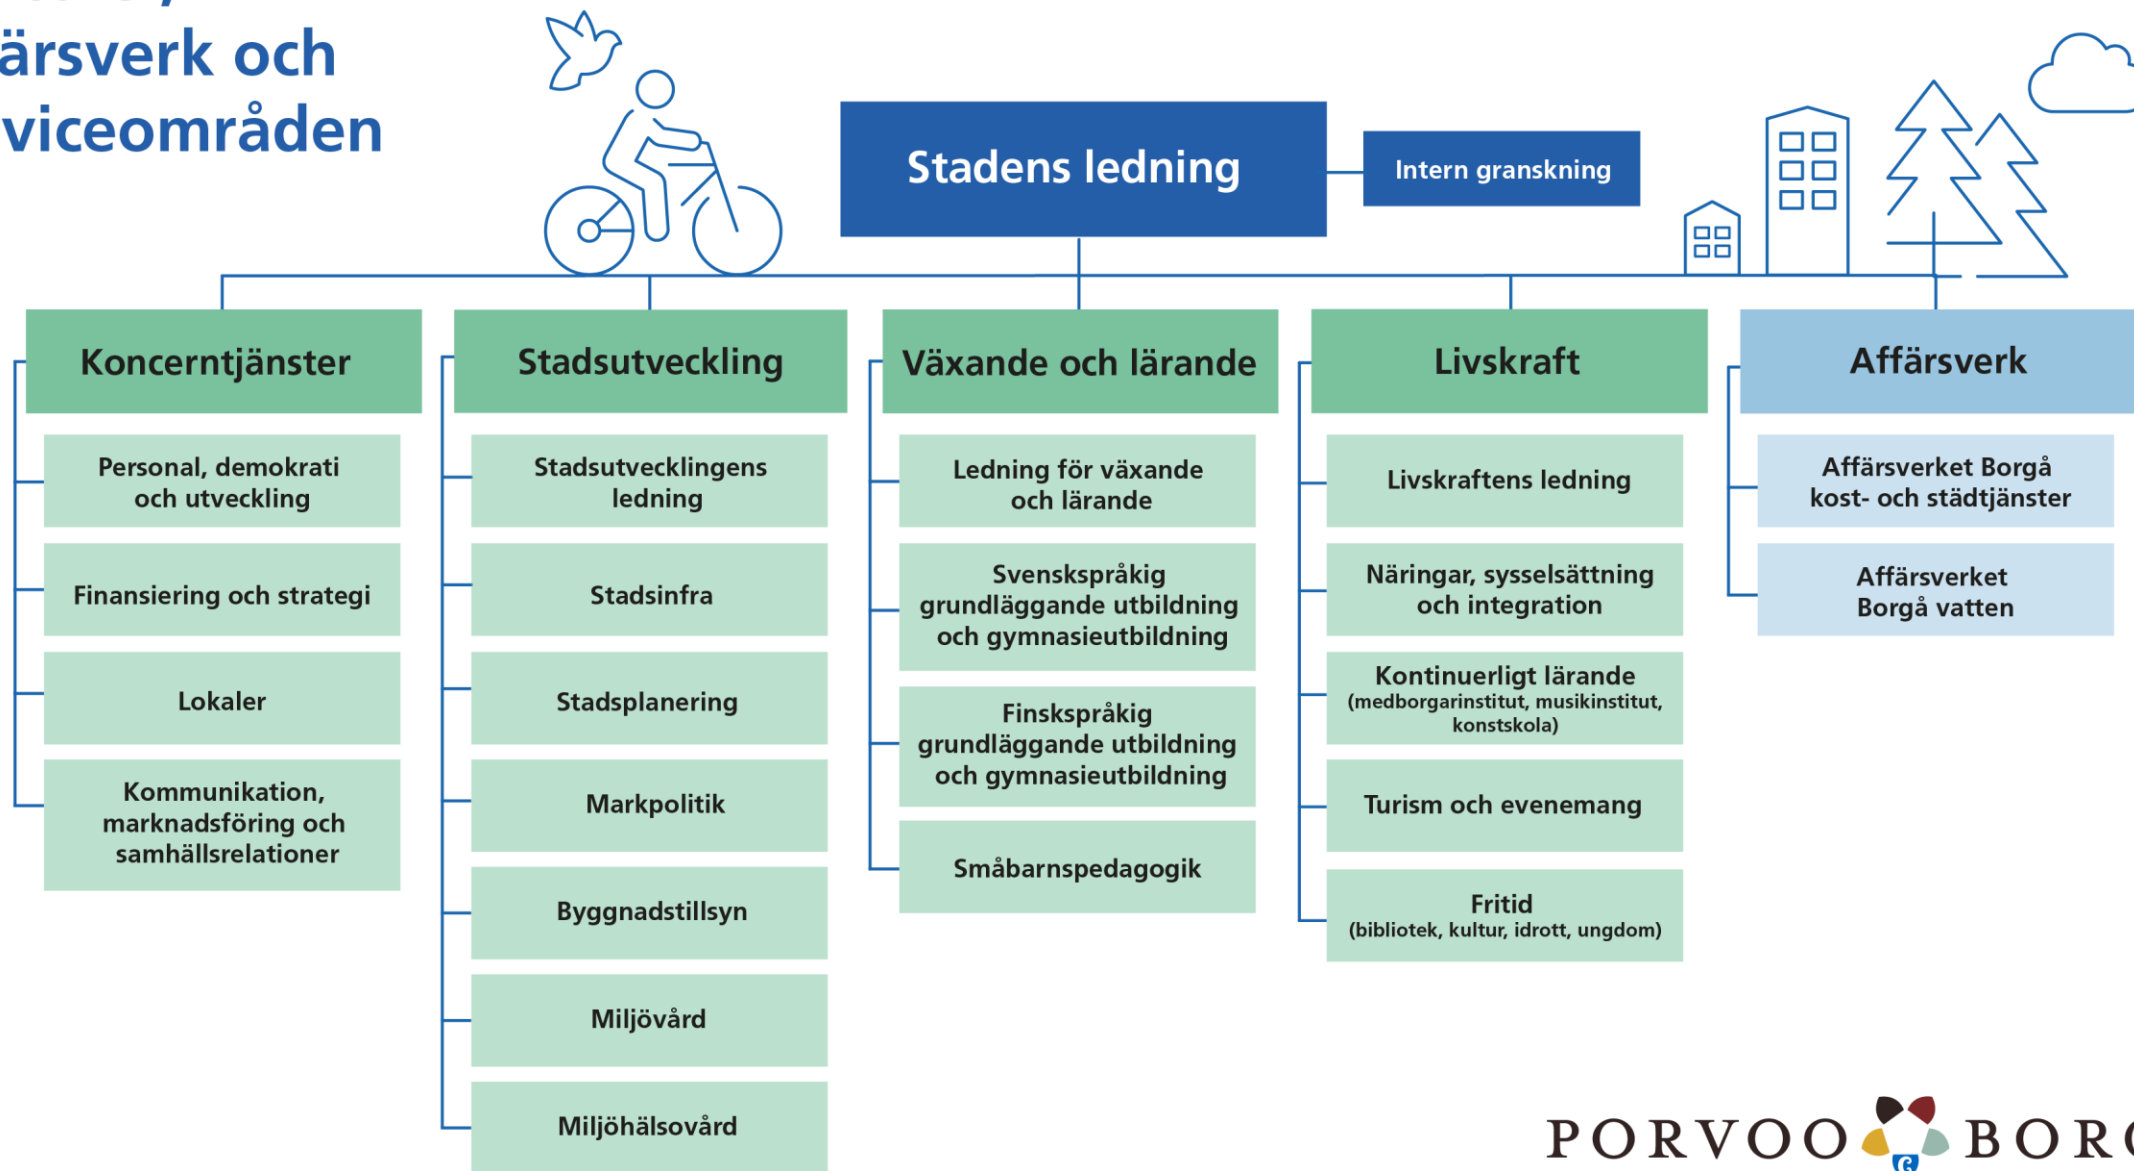 ärsverk och
viceområden
Stadens ledning
Intern granskning
Koncerntjänster
Personal, demokrati
och utveckling
Finansiering och strategi
Lokaler
Kommunikation,
marknadsföring och
samhällsrelationer
Stadsutveckling
Stadsutvecklingens
ledning
Stadsinfra
Stadsplanering
Markpolitik
Byggnadstillsyn
Miljövård
Miljöhälsovård
Växande och lärande
Ledning för växande
och lärande
Svenskspråkig
grundläggande utbildning
och gymnasieutbildning
Finskspråkig
grundläggande utbildning
och gymnasieutbildning
Småbarnspedagogik
Livskraft
Livskraftens ledning
Näringar, sysselsättning
och integration
Kontinuerligt lärande
(medborgarinstitut, musikinstitut,
konstskola)
Turism och evenemang
Fritid
(bibliotek, kultur, idrott, ungdom)
Affärsverk
Affärsverket Borgå
kost- och städtjänster
Affärsverket
Borgå vatten
PORVOO BOR